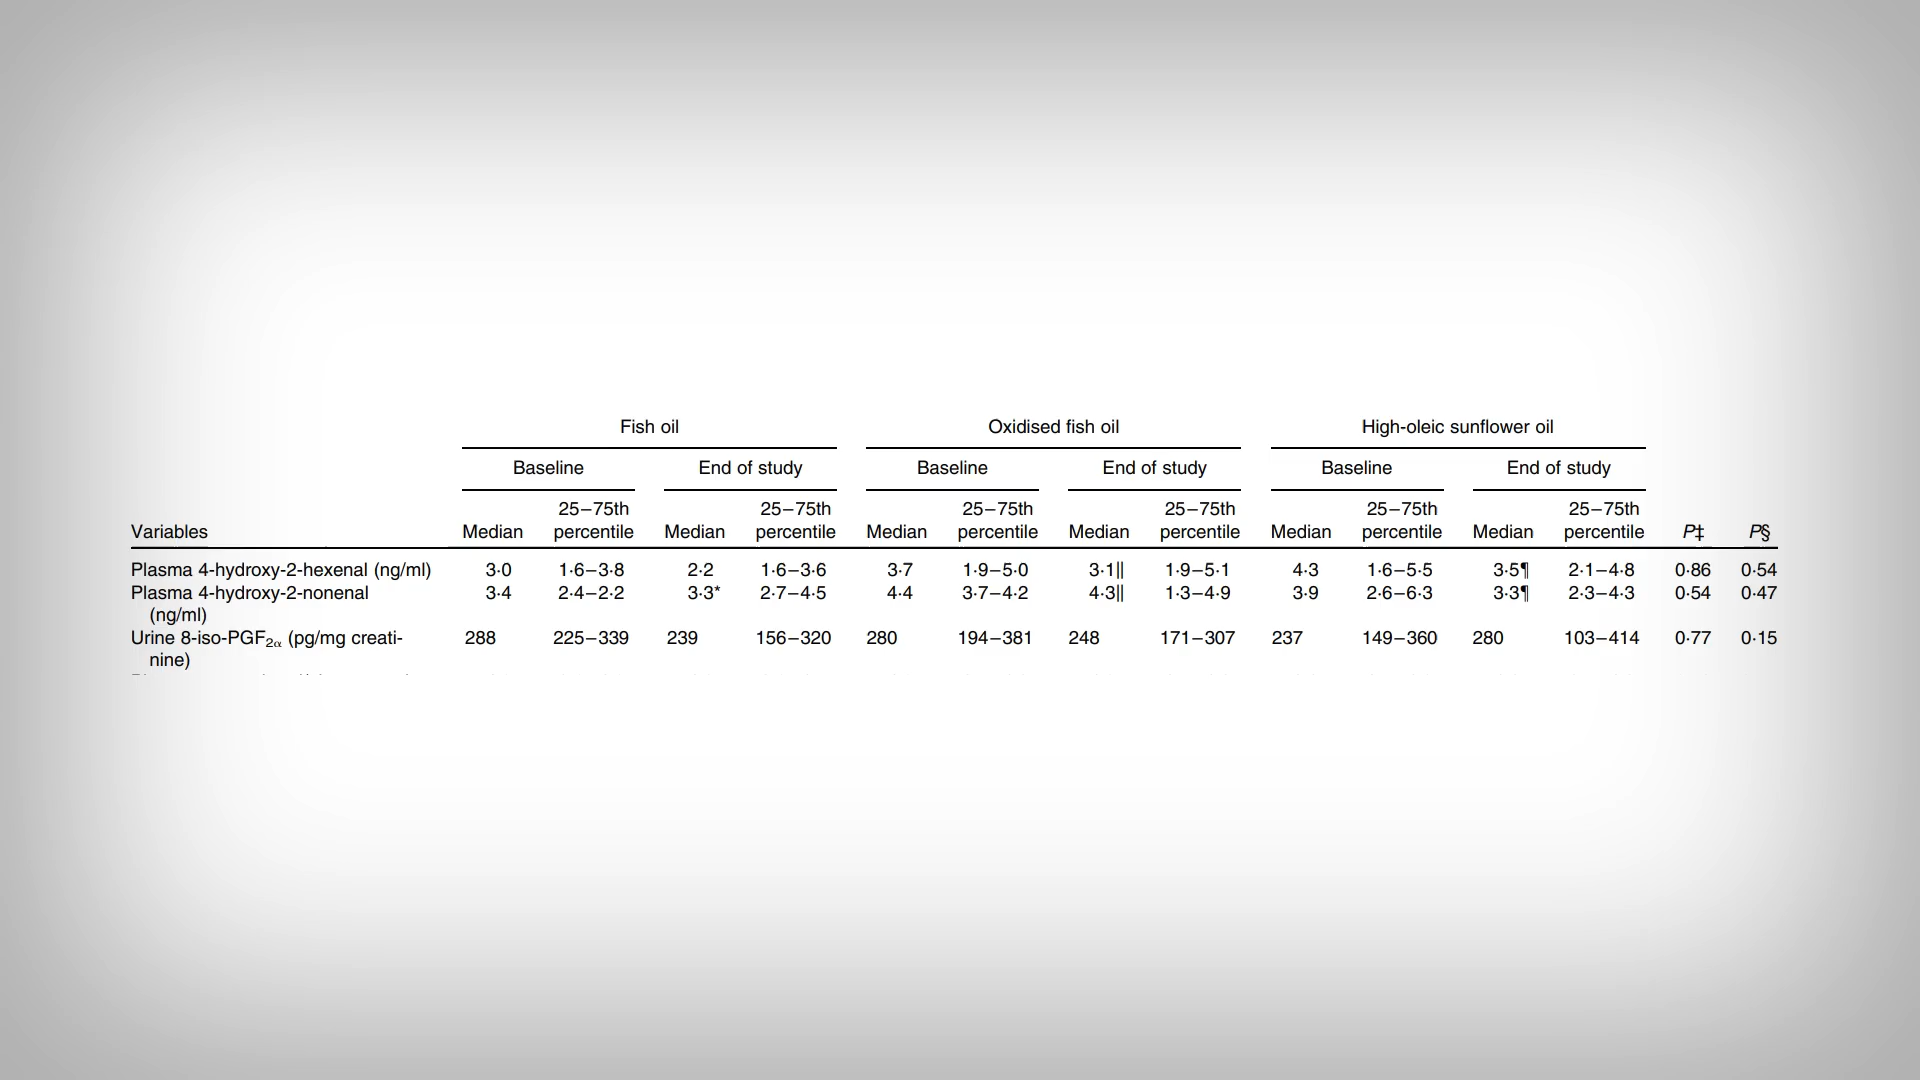 Fish oil Oxidised fish oil High-oleic sunflower oil
Baseline End of study Baseline End of study Baseline End of study
25–75th 25–75th 25–75th 25–75th 25–75th 25–75th
Variables Median percentile Median percentile Median percentile Median percentile Median percentile Median percentile P‡ P§
Plasma 4-hydroxy-2-hexenal (ng/ml) 3·0 1·6–3·8 2·2 1·6–3·6 3·7 1·9–5·0 3·1|| 1·9–5·1 4·3 1·6–5·5 3·5¶ 2·1–4·8 0·86 0·54
Plasma 4-hydroxy-2-nonenal 3·4 2·4–2·2 3·3* 2·7–4·5 4·4 3·7–4·2 4·3|| 1·3–4·9 3·9 2·6–6·3 3·3¶ 2·3–4·3 0·54 0·47
(ng/ml)
Urine 8-iso-PGF2α (pg/mg creati- 288 225–339 239 156–320 280 194–381 248 171–307 237 149–360 280 103–414 0·77 0·15
nine)